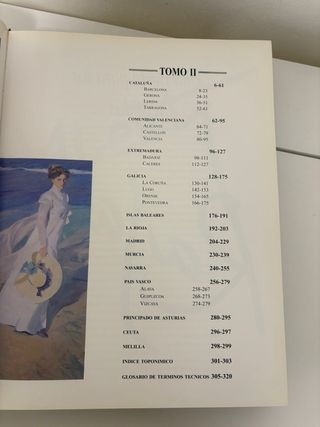 TOMO II
CATALUÑA 6-61
BARCELONA 8-23
GERONA 24-35
LERIDA 36-51
TARRAGONA 52-61
COMUNIDAD VALENCIANA 62-95
ALICANTE 64-71
CASTELLON 72-79
VALENCIA 80-95
EXTREMADURA 96-127
BADAJOZ 98-111
CACERES 112-127
GALICIA 128-175
LA CORUÑA 130-141
LUGO 142-153
ORENSE 154-165
PONTEVEDRA 166-175
ISLAS BALEARES 176-191
LA RIOJA 192-203
MADRID 204-229
MURCIA 230-239
NAVARRA 240-255
PAIS VASCO 256-279
ALAVA 258-267
GUIPUZCOA 268-273
VIZCAYA 274-279
PRINCIPADO DE ASTURIAS 280-295
CEUTA 296-297
MELILLA 298-299
INDICE TOPONIMICO 301-303
GLOSARIO DE TERMINOS TECNICOS 305-320